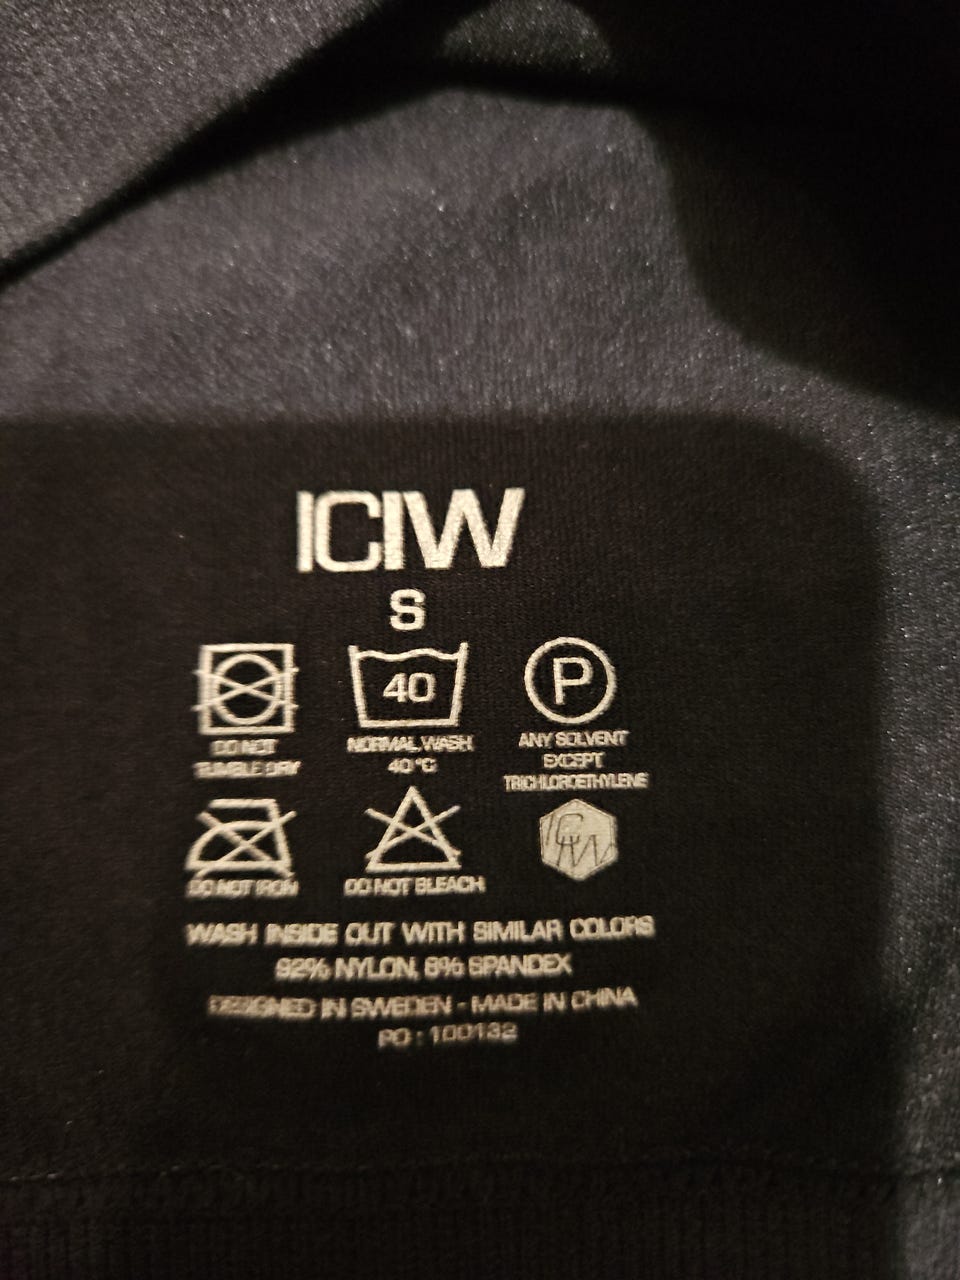 ICIW
S
40
P
DO NOT
TUMBLE DRY
NORMAL WASH
40 °C
ANY SOLVENT
EXCEPT
TRICHLOROETHYLENE
ICIW
DO NOT IRON
DO NOT BLEACH
WASH INSIDE OUT WITH SIMILAR COLORS
92% NYLON, 8% SPANDEX
DESIGNED IN SWEDEN - MADE IN CHINA
PO : 100132